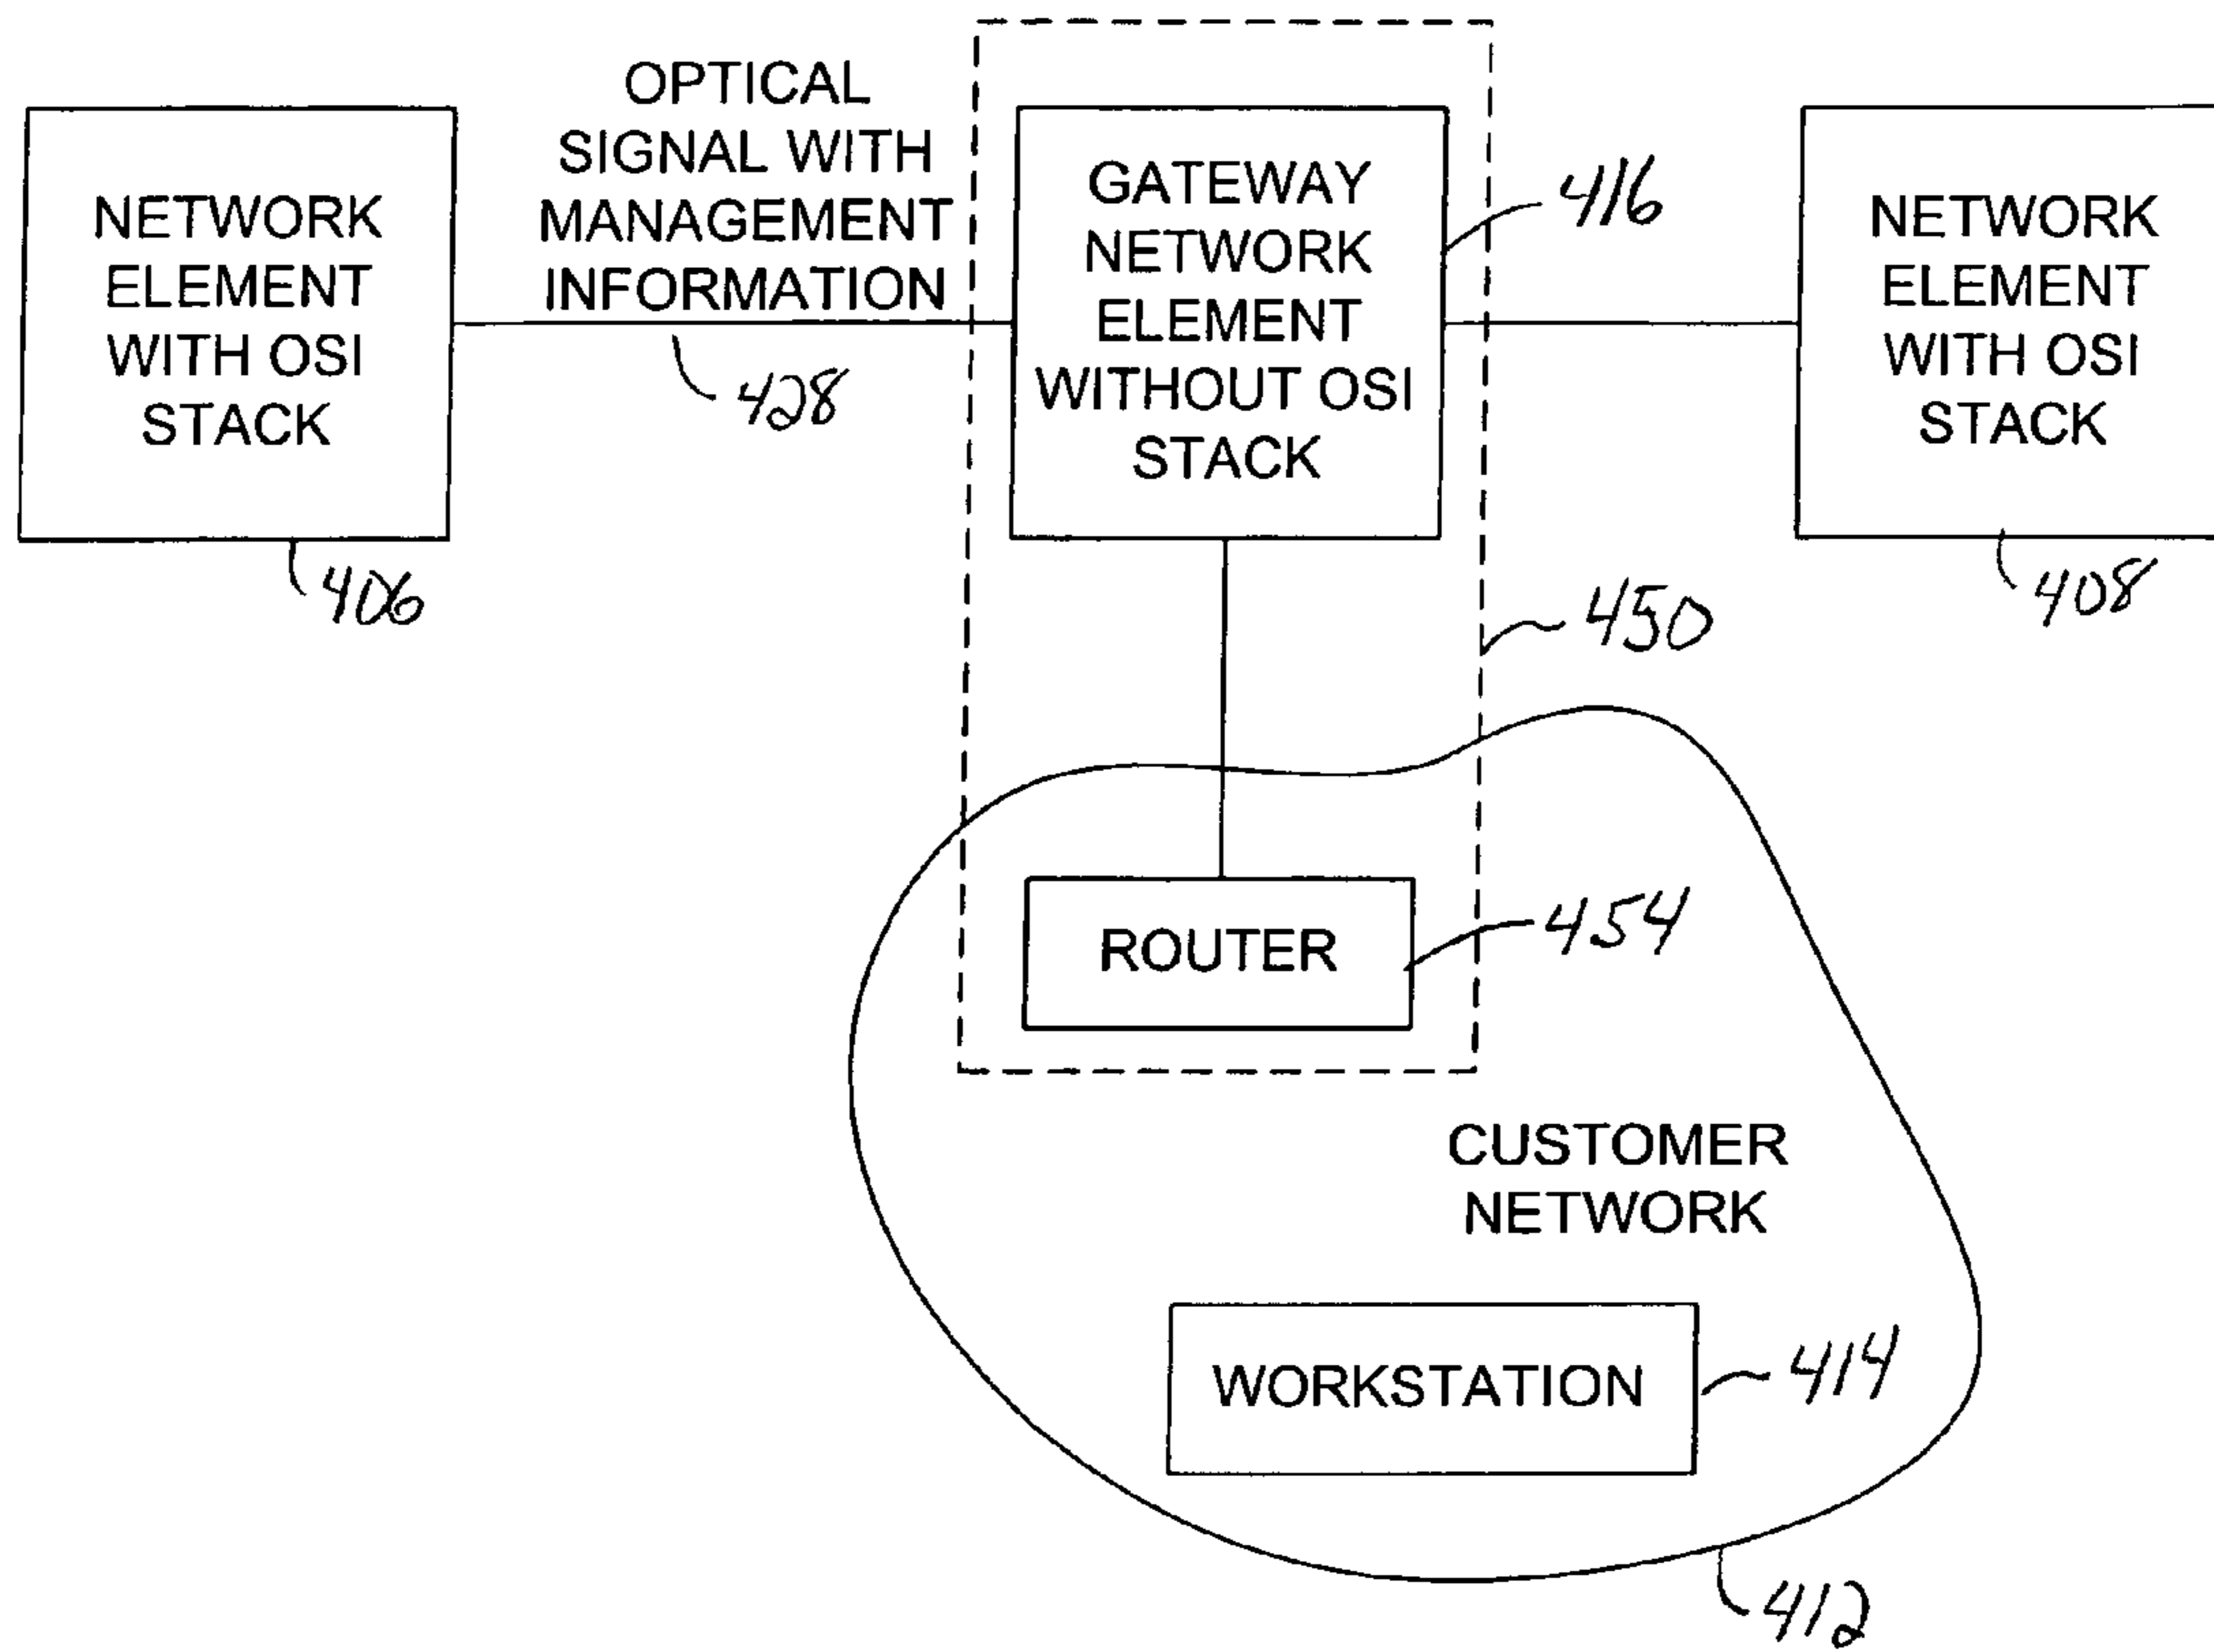 NETWORK
ELEMENT
WITH OSI
STACK
406
OPTICAL
SIGNAL WITH
MANAGEMENT
INFORMATION
428
GATEWAY
NETWORK
ELEMENT
WITHOUT OSI
STACK
416
NETWORK
ELEMENT
WITH OSI
STACK
408
450
ROUTER
454
CUSTOMER
NETWORK
WORKSTATION
414
412